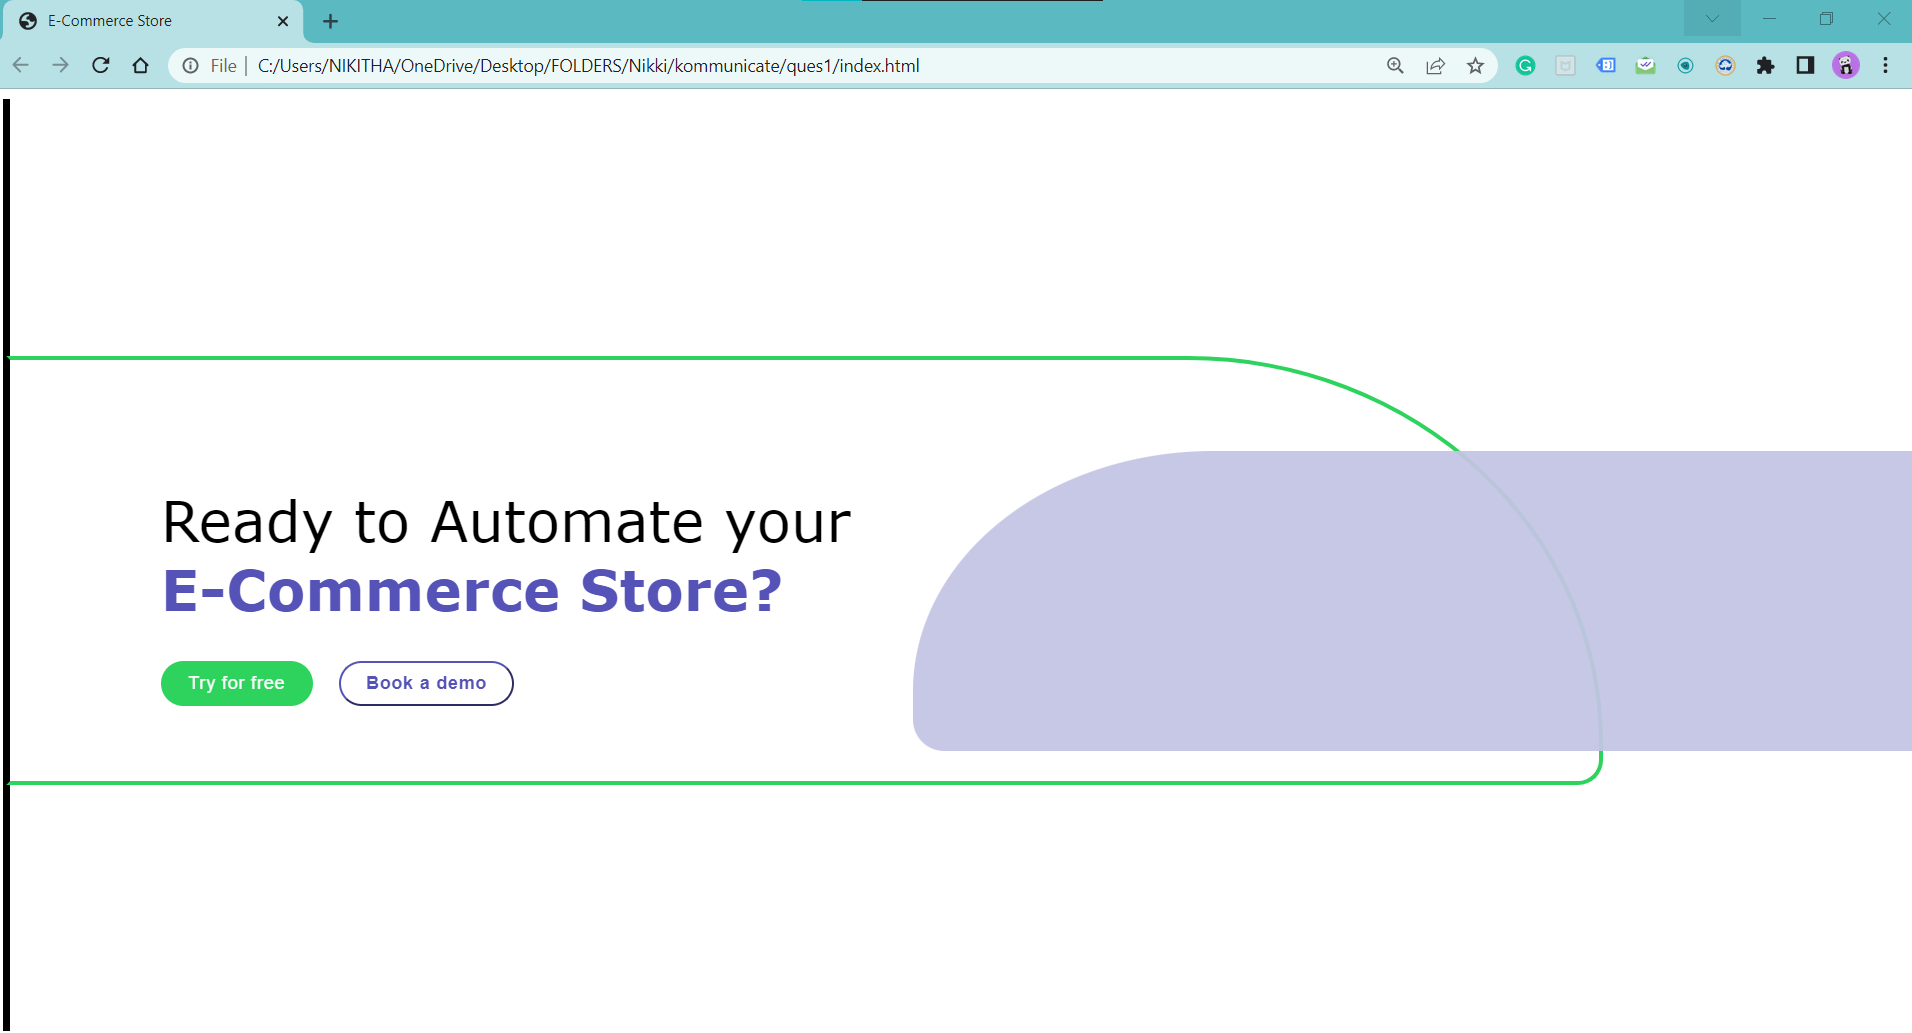 E-Commerce Store
File | C:/Users/NIKITHA/OneDrive/Desktop/FOLDERS/Nikki/kommunicate/ques1/index.html
Ready to Automate your
E-Commerce Store?
Try for free
Book a demo